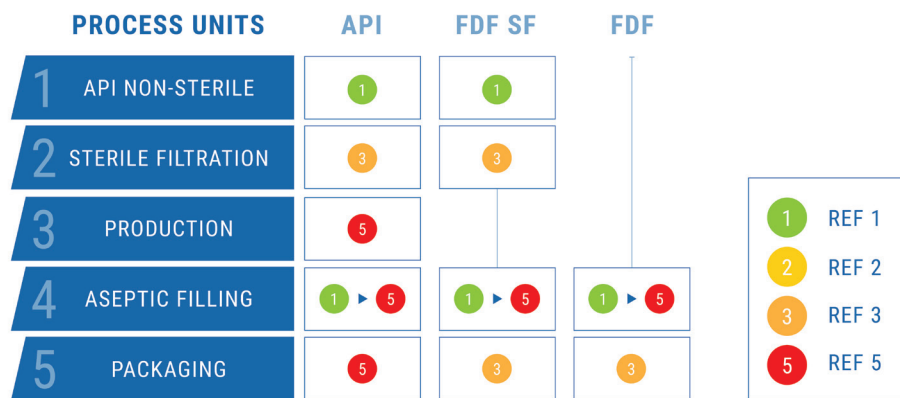 PROCESS UNITS API FDF SF FDF
1 API NON-STERILE 1 1
2 STERILE FILTRATION 3 3
3 PRODUCTION 5
4 ASEPTIC FILLING 1 ▶ 5 1 ▶ 5 1 ▶ 5
5 PACKAGING 5 3 3
1 REF 1
2 REF 2
3 REF 3
5 REF 5